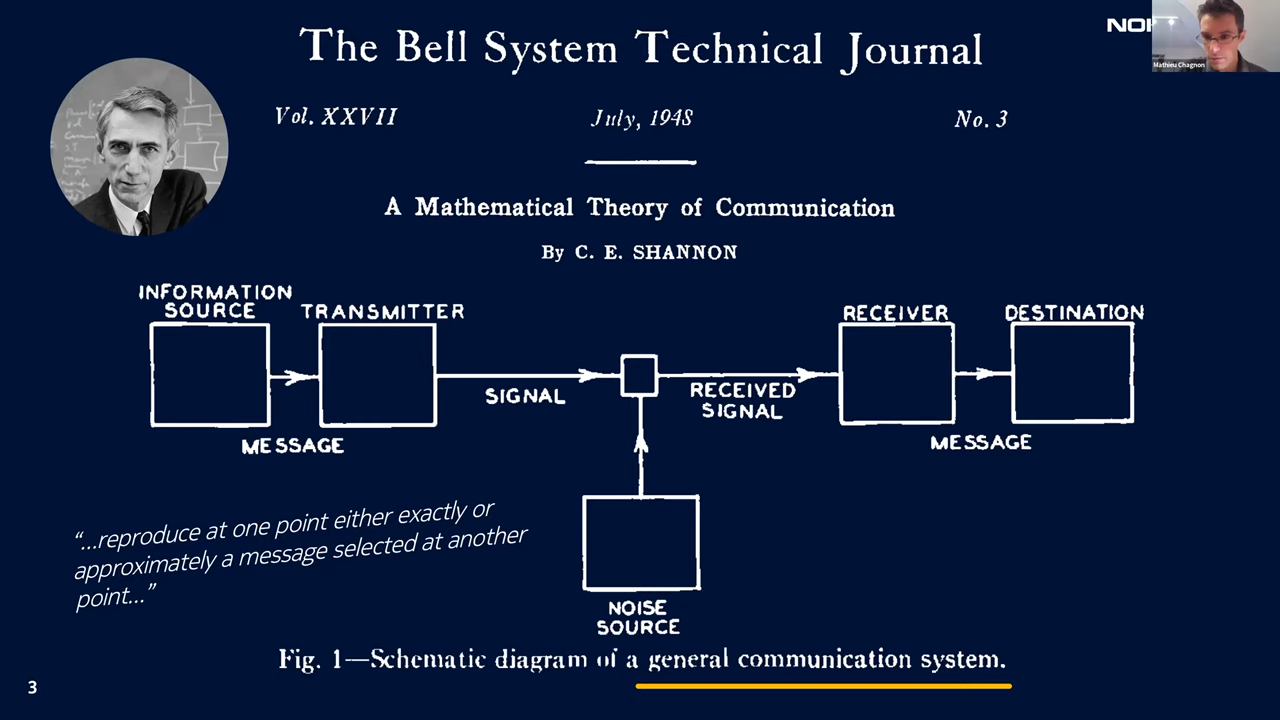 The Bell System Technical Journal
Mathieu Chagnon
Vol. XXVII July, 1948 No. 3
A Mathematical Theory of Communication
By C. E. SHANNON
INFORMATION
SOURCE TRANSMITTER RECEIVER DESTINATION
SIGNAL RECEIVED
SIGNAL
MESSAGE MESSAGE
“...reproduce at one point either exactly or
approximately a message selected at another
point...”
NOISE
SOURCE
Fig. 1—Schematic diagram of a general communication system.
3